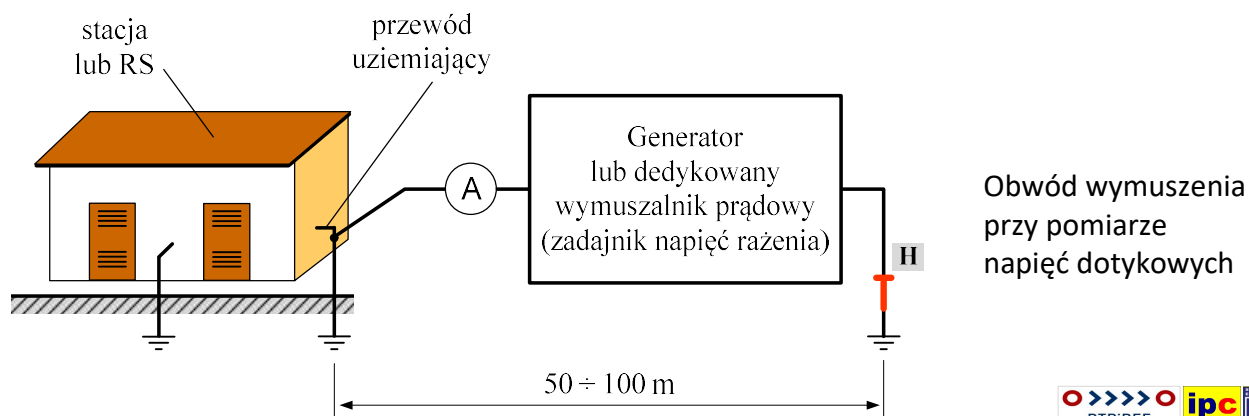 stacja
lub RS
przewód
uziemiający
A
Generator
lub dedykowany
wymuszalnik prądowy
(zadajnik napięć rażenia)
H
50 ÷ 100 m
Obwód wymuszenia
przy pomiarze
napięć dotykowych
ipc